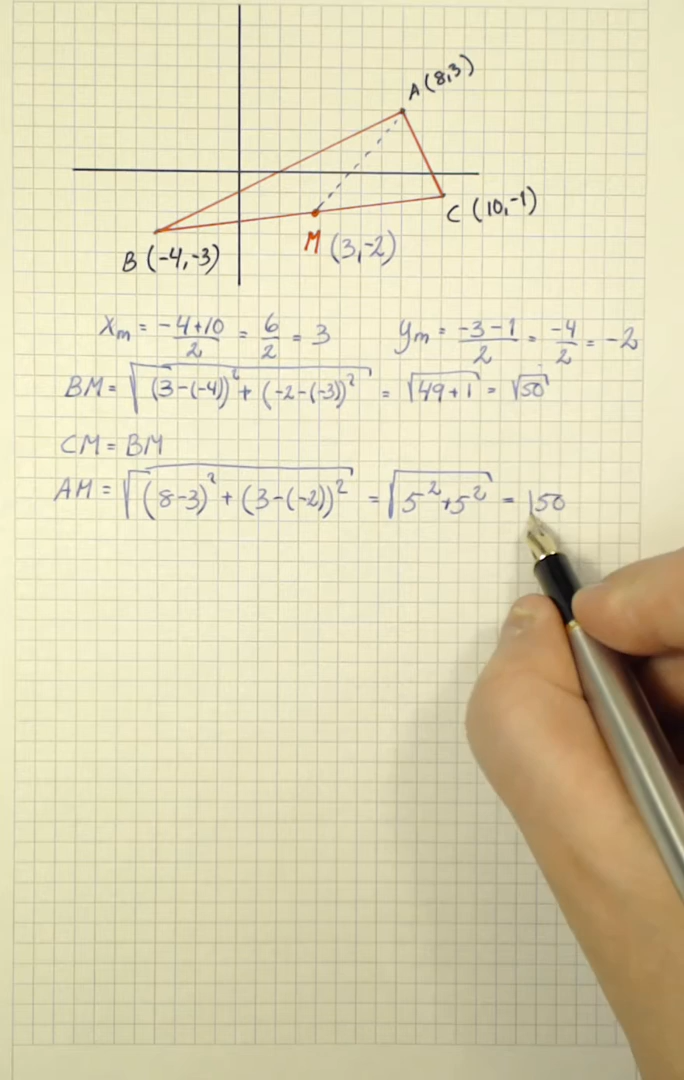 A(8,3)
C (10,-1)
M (3,-2)
B (-4,-3)
Xm = -4+10/2 = 6/2 = 3
ym = -3-1/2 = -4/2 = -2
BM = √(3-(-4))²+(-2-(-3))² = √49+1 = √50
CM = BM
AM = √(8-3)²+(3-(-2))² = √5²+5² = 150